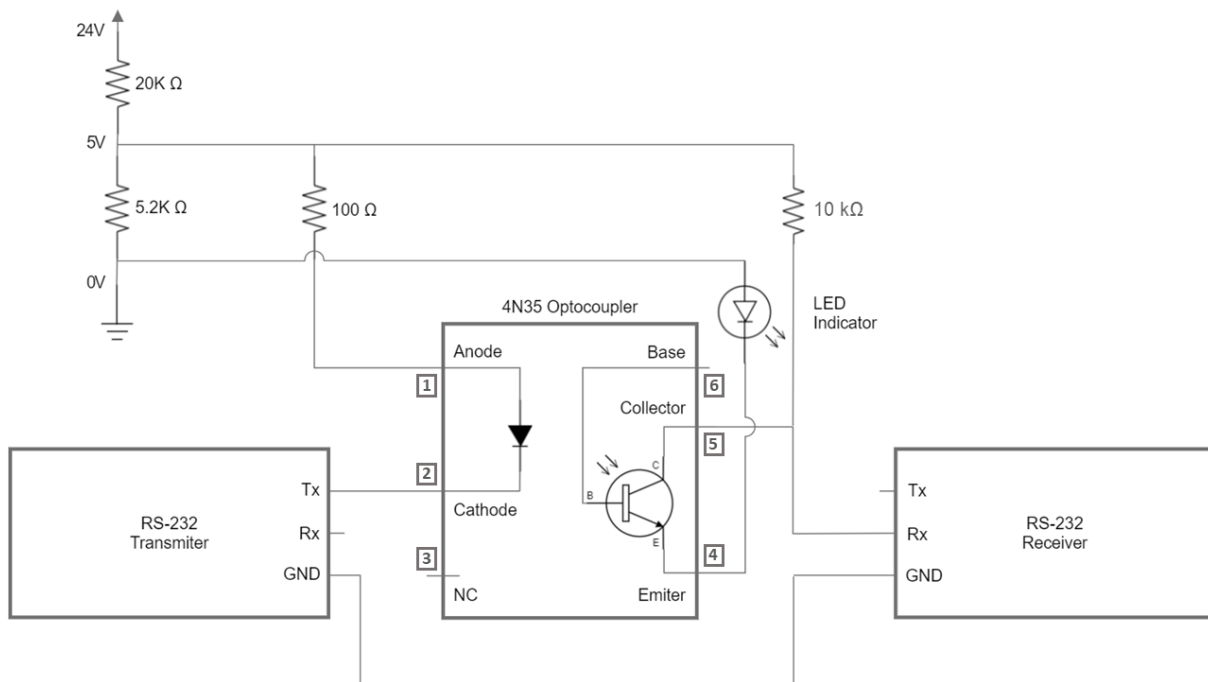 24V
20K Ω
5V
5.2K Ω
100 Ω
10 kΩ
0V
4N35 Optocoupler
LED
Indicator
Anode
Base
1
6
Collector
5
2
C
Tx
Cathode
B
Tx
RS-232
Transmiter
Rx
E
Rx
RS-232
Receiver
3
4
GND
NC
Emiter
GND